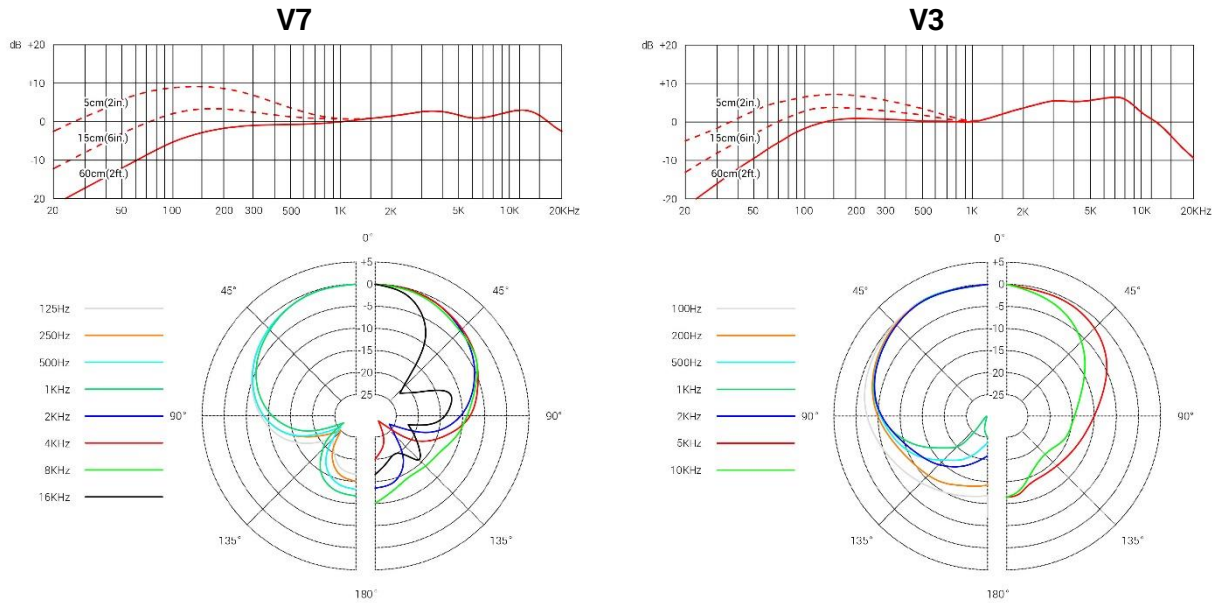 V7
V3
dB +20
+10
0
-10
20
5cm(2in.)
15cm(6in.)
60cm(2ft.)
20 50 100 200 300 500 1K 2K 5K 10K 20KHz
dB +20
+10
0
-10
-20
5cm(2in.)
15cm(6in.)
60cm(2ft.)
20 50 100 200 300 500 1K 2K 5K 10K 20KHz
0°
45° 45°
90° 90°
135° 135°
180°
+5
0
-5
-10
-15
-20
-25
125Hz
250Hz
500Hz
1KHz
2KHz
4KHz
8KHz
16KHz
0°
45° 45°
90° 90°
135° 135°
180°
+5
0
-5
-10
-15
-20
-25
100Hz
200Hz
500Hz
1KHz
2KHz
5KHz
10KHz